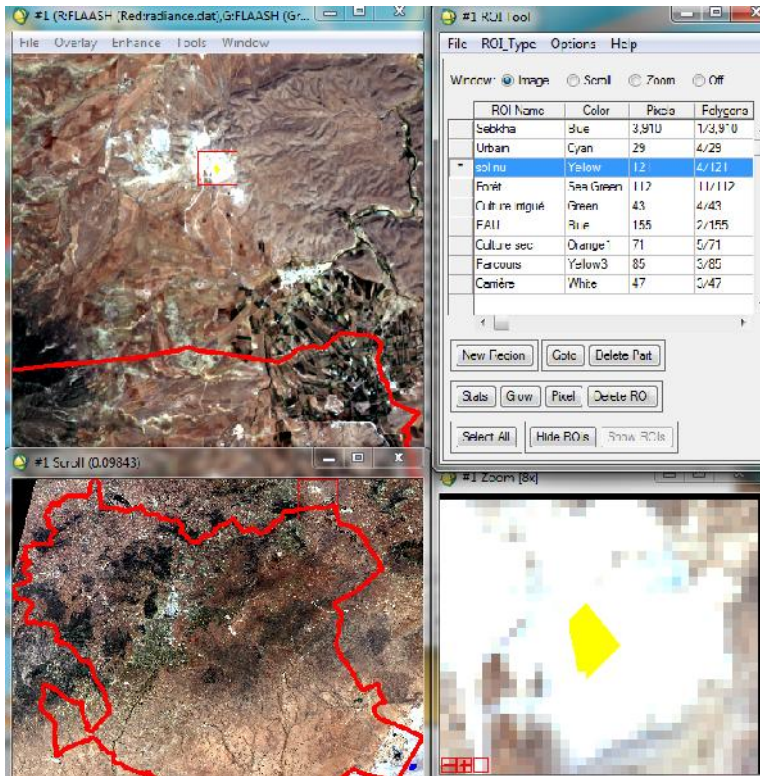 #1 (R:FLAASH (Red:radiance.dat),G:FLAASH (Gr...
File Overlay Enhance Tools Window
#1 ROI Tool
File ROI_Type Options Help
Window: Image Scroll Zoom Off
ROI Name Color Pixels Polygons
Sebkha Blue 3,910 1/3,910
Urbain Cyan 29 4/29
* sol nu Yellow 121 4/121
Forêt Sea Green 112 11/112
Culture irrigué Green 43 4/43
EAU Blue 155 2/155
Culture sec Orange1 71 5/71
Parcours Yellow3 85 3/85
Carrière White 47 3/47
New Region Goto Delete Part
Stats Grow Pixel Delete ROI
Select All Hide ROIs Show ROIs
#1 Scroll (0.09843)
#1 Zoom [8x]